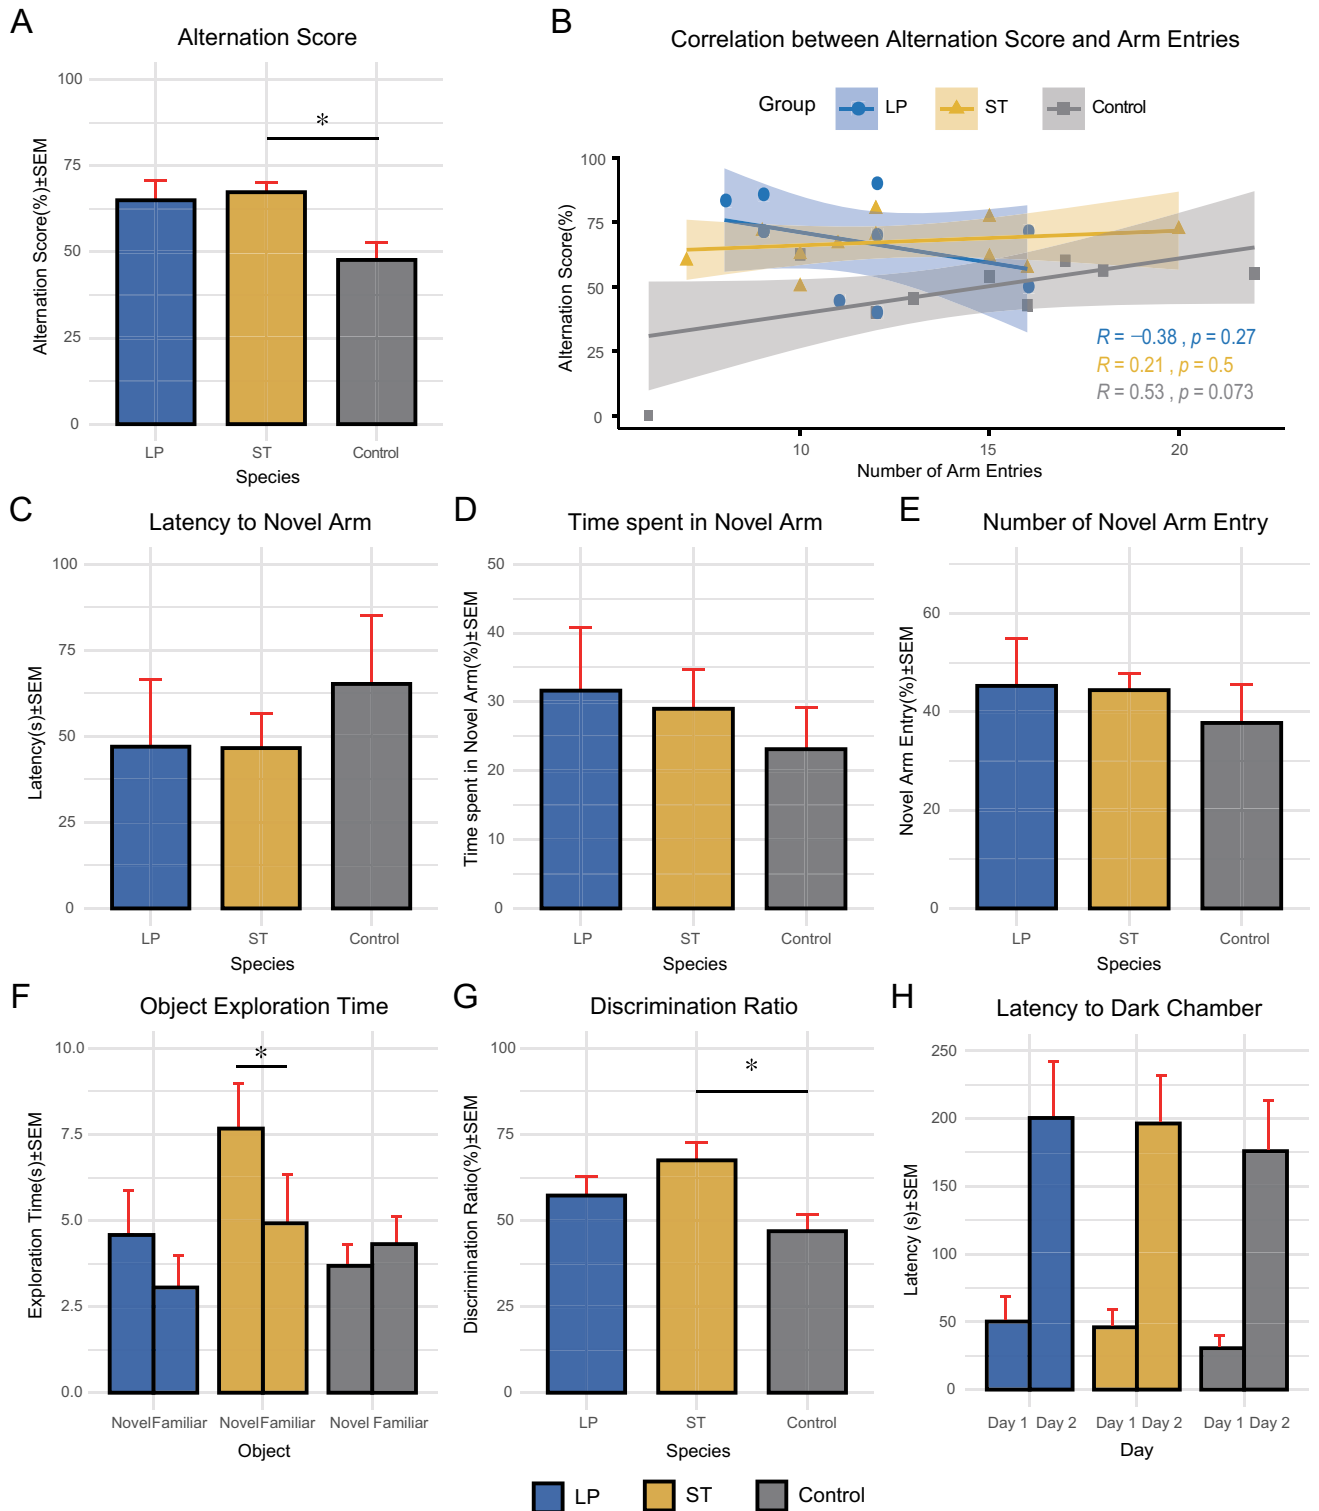 A
Alternation Score
100
75
50
25
0
Alternation Score(%)±SEM
*
LP ST Control
Species
B
Correlation between Alternation Score and Arm Entries
Group LP ST Control
100
75
50
25
0
Alternation Score(%)
R = −0.38 , p = 0.27
R = 0.21 , p = 0.5
R = 0.53 , p = 0.073
10 15 20
Number of Arm Entries
C
Latency to Novel Arm
100
75
50
25
0
Latency(s)±SEM
LP ST Control
Species
D
Time spent in Novel Arm
50
40
30
20
10
0
Time spent in Novel Arm(%)±SEM
LP ST Control
Species
E
Number of Novel Arm Entry
60
40
20
0
Novel Arm Entry(%)±SEM
LP ST Control
Species
F
Object Exploration Time
10.0
7.5
5.0
2.5
0.0
Exploration Time(s)±SEM
*
Novel Familiar Novel Familiar Novel Familiar
Object
G
Discrimination Ratio
100
75
50
25
0
Discrimination Ratio(%)±SEM
*
LP ST Control
Species
H
Latency to Dark Chamber
250
200
150
100
50
0
Latency (s)±SEM
Day 1 Day 2 Day 1 Day 2 Day 1 Day 2
Day
LP ST Control